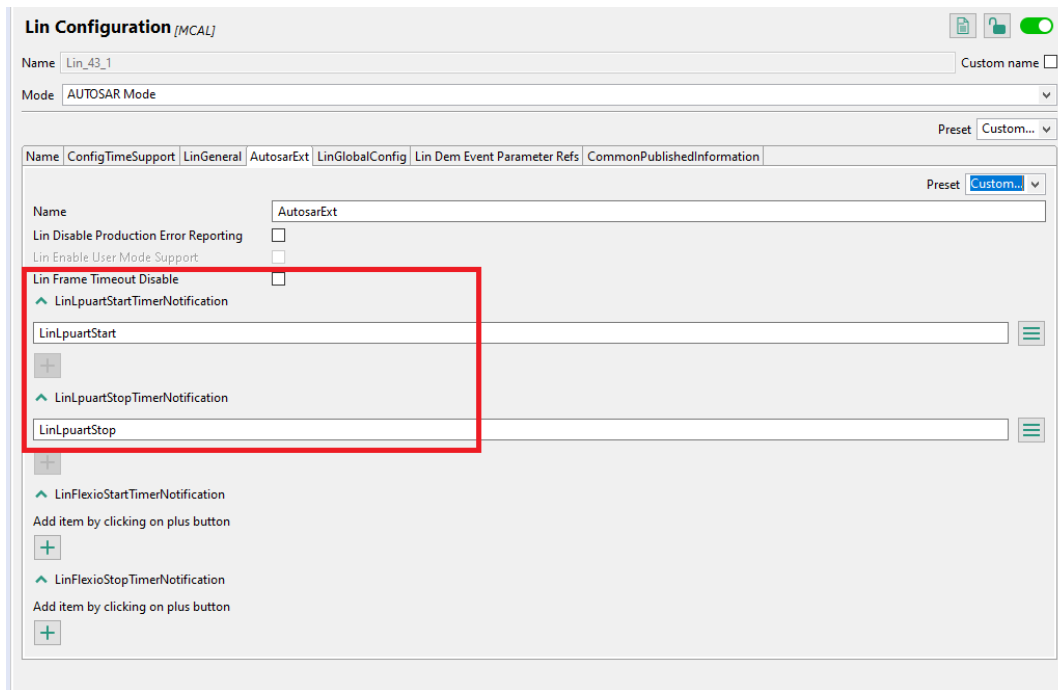 Lin Configuration [MCAL]
Name Lin_43_1 Custom name
Mode AUTOSAR Mode
Preset Custom...
Name ConfigTimeSupport LinGeneral AutosarExt LinGlobalConfig Lin Dem Event Parameter Refs CommonPublishedInformation
Preset Custom...
Name AutosarExt
Lin Disable Production Error Reporting
Lin Enable User Mode Support
Lin Frame Timeout Disable
LinLpuartStartTimerNotification
LinLpuartStart
LinLpuartStopTimerNotification
LinLpuartStop
LinFlexioStartTimerNotification
Add item by clicking on plus button
LinFlexioStopTimerNotification
Add item by clicking on plus button